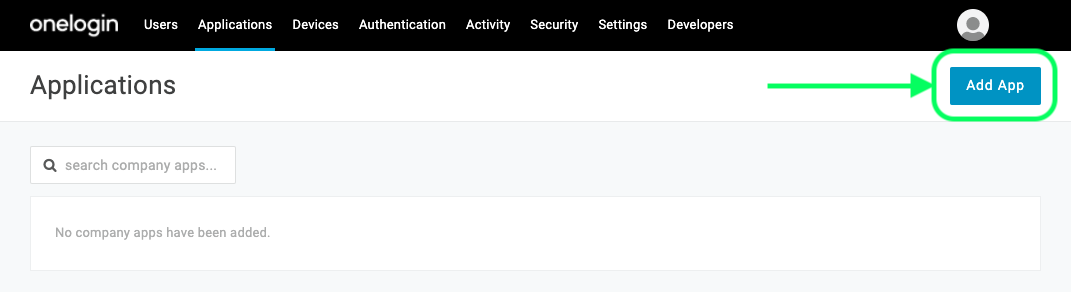 onelogin Users Applications Devices Authentication Activity Security Settings Developers
Applications Add App
search company apps...
No company apps have been added.